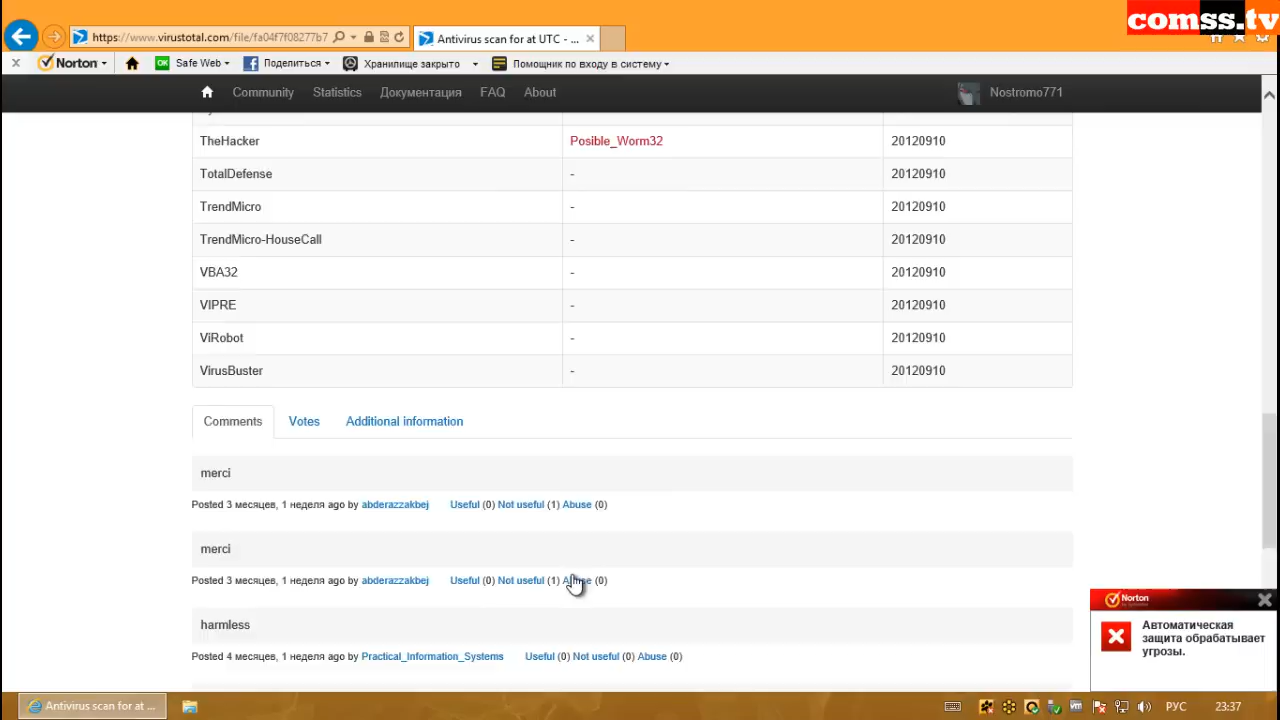 comss.tv
https://www.virustotal.com/file/fa04f7f08277b7
Antivirus scan for at UTC - ...
Norton
OK Safe Web
Поделиться
Хранилище закрыто
Помощник по входу в систему
Community Statistics Документация FAQ About Nostromo771
TheHacker Posible_Worm32 20120910
TotalDefense - 20120910
TrendMicro - 20120910
TrendMicro-HouseCall - 20120910
VBA32 - 20120910
VIPRE - 20120910
ViRobot - 20120910
VirusBuster - 20120910
Comments Votes Additional information
merci
Posted 3 месяцев, 1 неделя ago by abderazzakbej Useful (0) Not useful (1) Abuse (0)
merci
Posted 3 месяцев, 1 неделя ago by abderazzakbej Useful (0) Not useful (1) Abuse (0)
harmless
Posted 4 месяцев, 1 неделя ago by Practical_Information_Systems Useful (0) Not useful (0) Abuse (0)
Norton
Автоматическая
защита обрабатывает
угрозы.
Antivirus scan for at ...
РУС
23:37